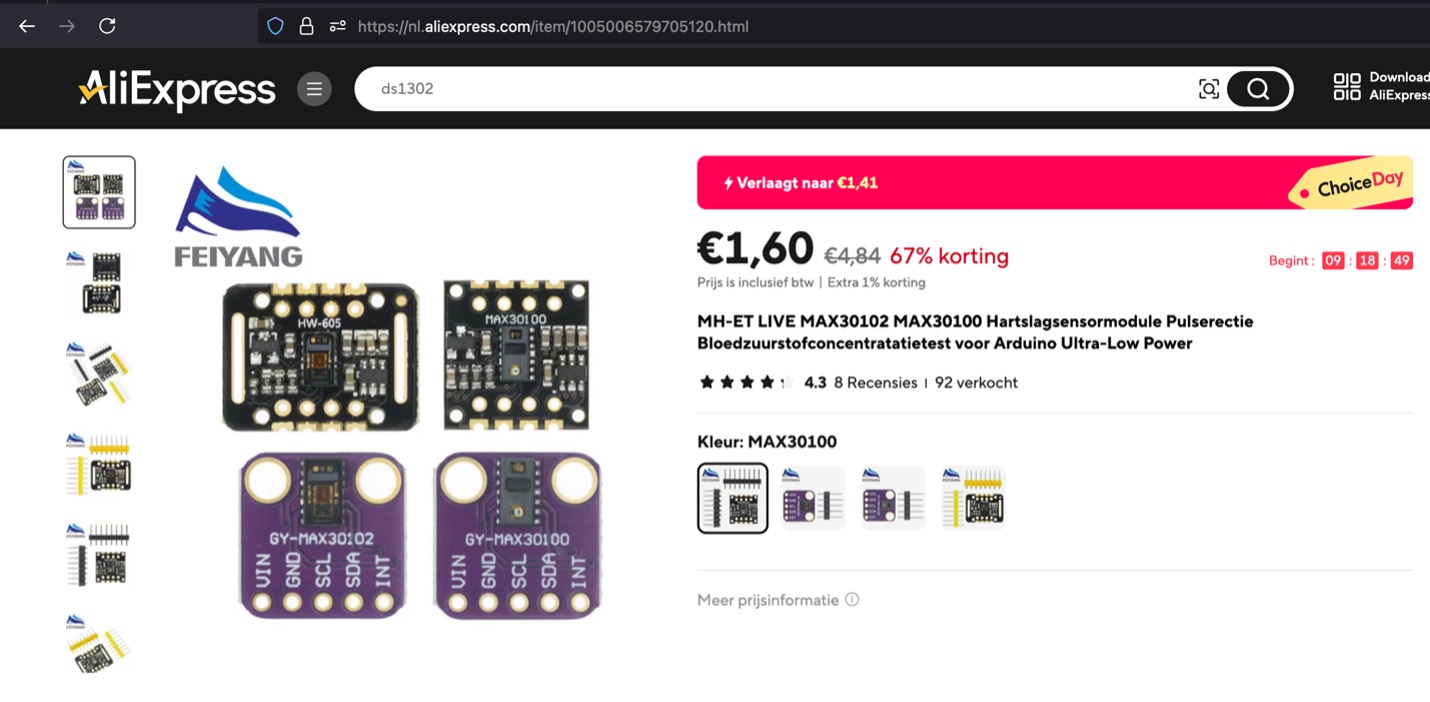 https://nl.aliexpress.com/item/1005006579705120.html
AliExpress
ds1302
Download
AliExpress
FEIYANG
HW-605
MAX30100
GY-MAX30102
VIN GND SCL SDA INT
GY-MAX30100
VIN GND SCL SDA INT
Verlaagt naar €1,41
Choice Day
€1,60 €4,84 67% korting
Begint : 09 : 18 : 49
Prijs is inclusief btw | Extra 1% korting
MH-ET LIVE MAX30102 MAX30100 Hartslagsensormodule Pulserectie
Bloedzuurstofconcentratatietest voor Arduino Ultra-Low Power
4.3 8 Recensies | 92 verkocht
Kleur: MAX30100
Meer prijsinformatie